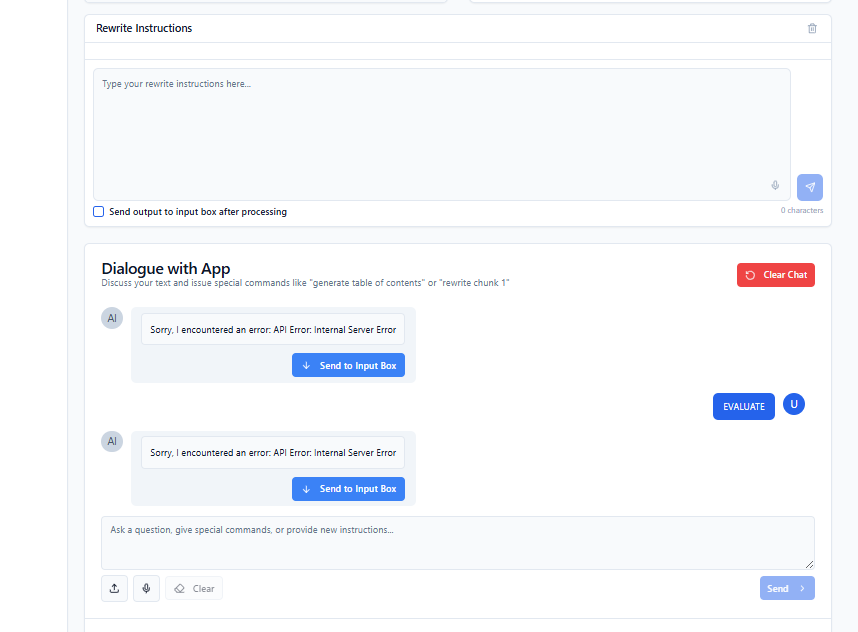 Rewrite Instructions
Type your rewrite instructions here...
Send output to input box after processing
0 characters
Dialogue with App
Discuss your text and issue special commands like "generate table of contents" or "rewrite chunk 1"
Clear Chat
AI
Sorry, I encountered an error: API Error: Internal Server Error
Send to Input Box
EVALUATE
U
AI
Sorry, I encountered an error: API Error: Internal Server Error
Send to Input Box
Ask a question, give special commands, or provide new instructions...
Clear
Send